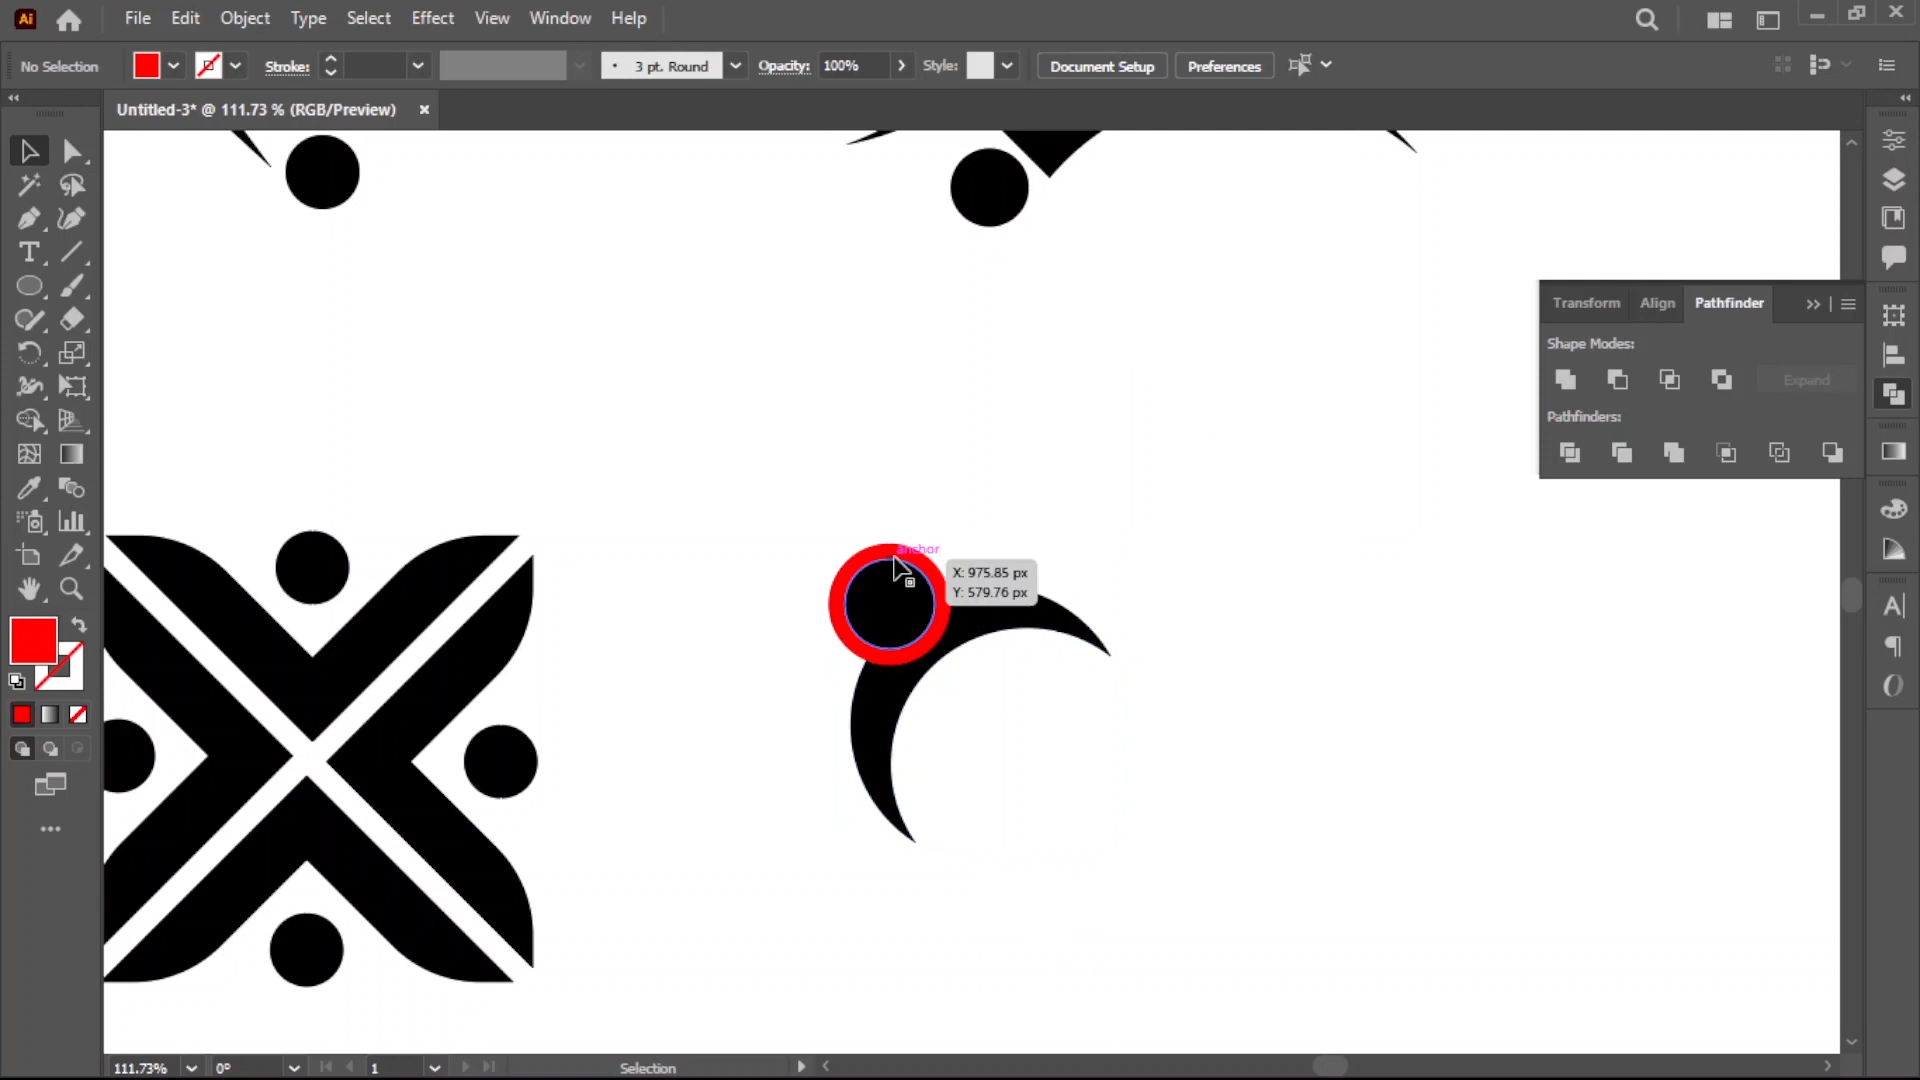 Ai File Edit Object Type Select Effect View Window Help
No Selection Stroke: 3 pt. Round Opacity: 100% Style: Document Setup Preferences
Untitled-3* @ 111.73 % (RGB/Preview)
Transform Align Pathfinder
Shape Modes:
Expand
Pathfinders:
anchor
X: 975.85 px
Y: 579.76 px
111.73% 0° 1 Selection